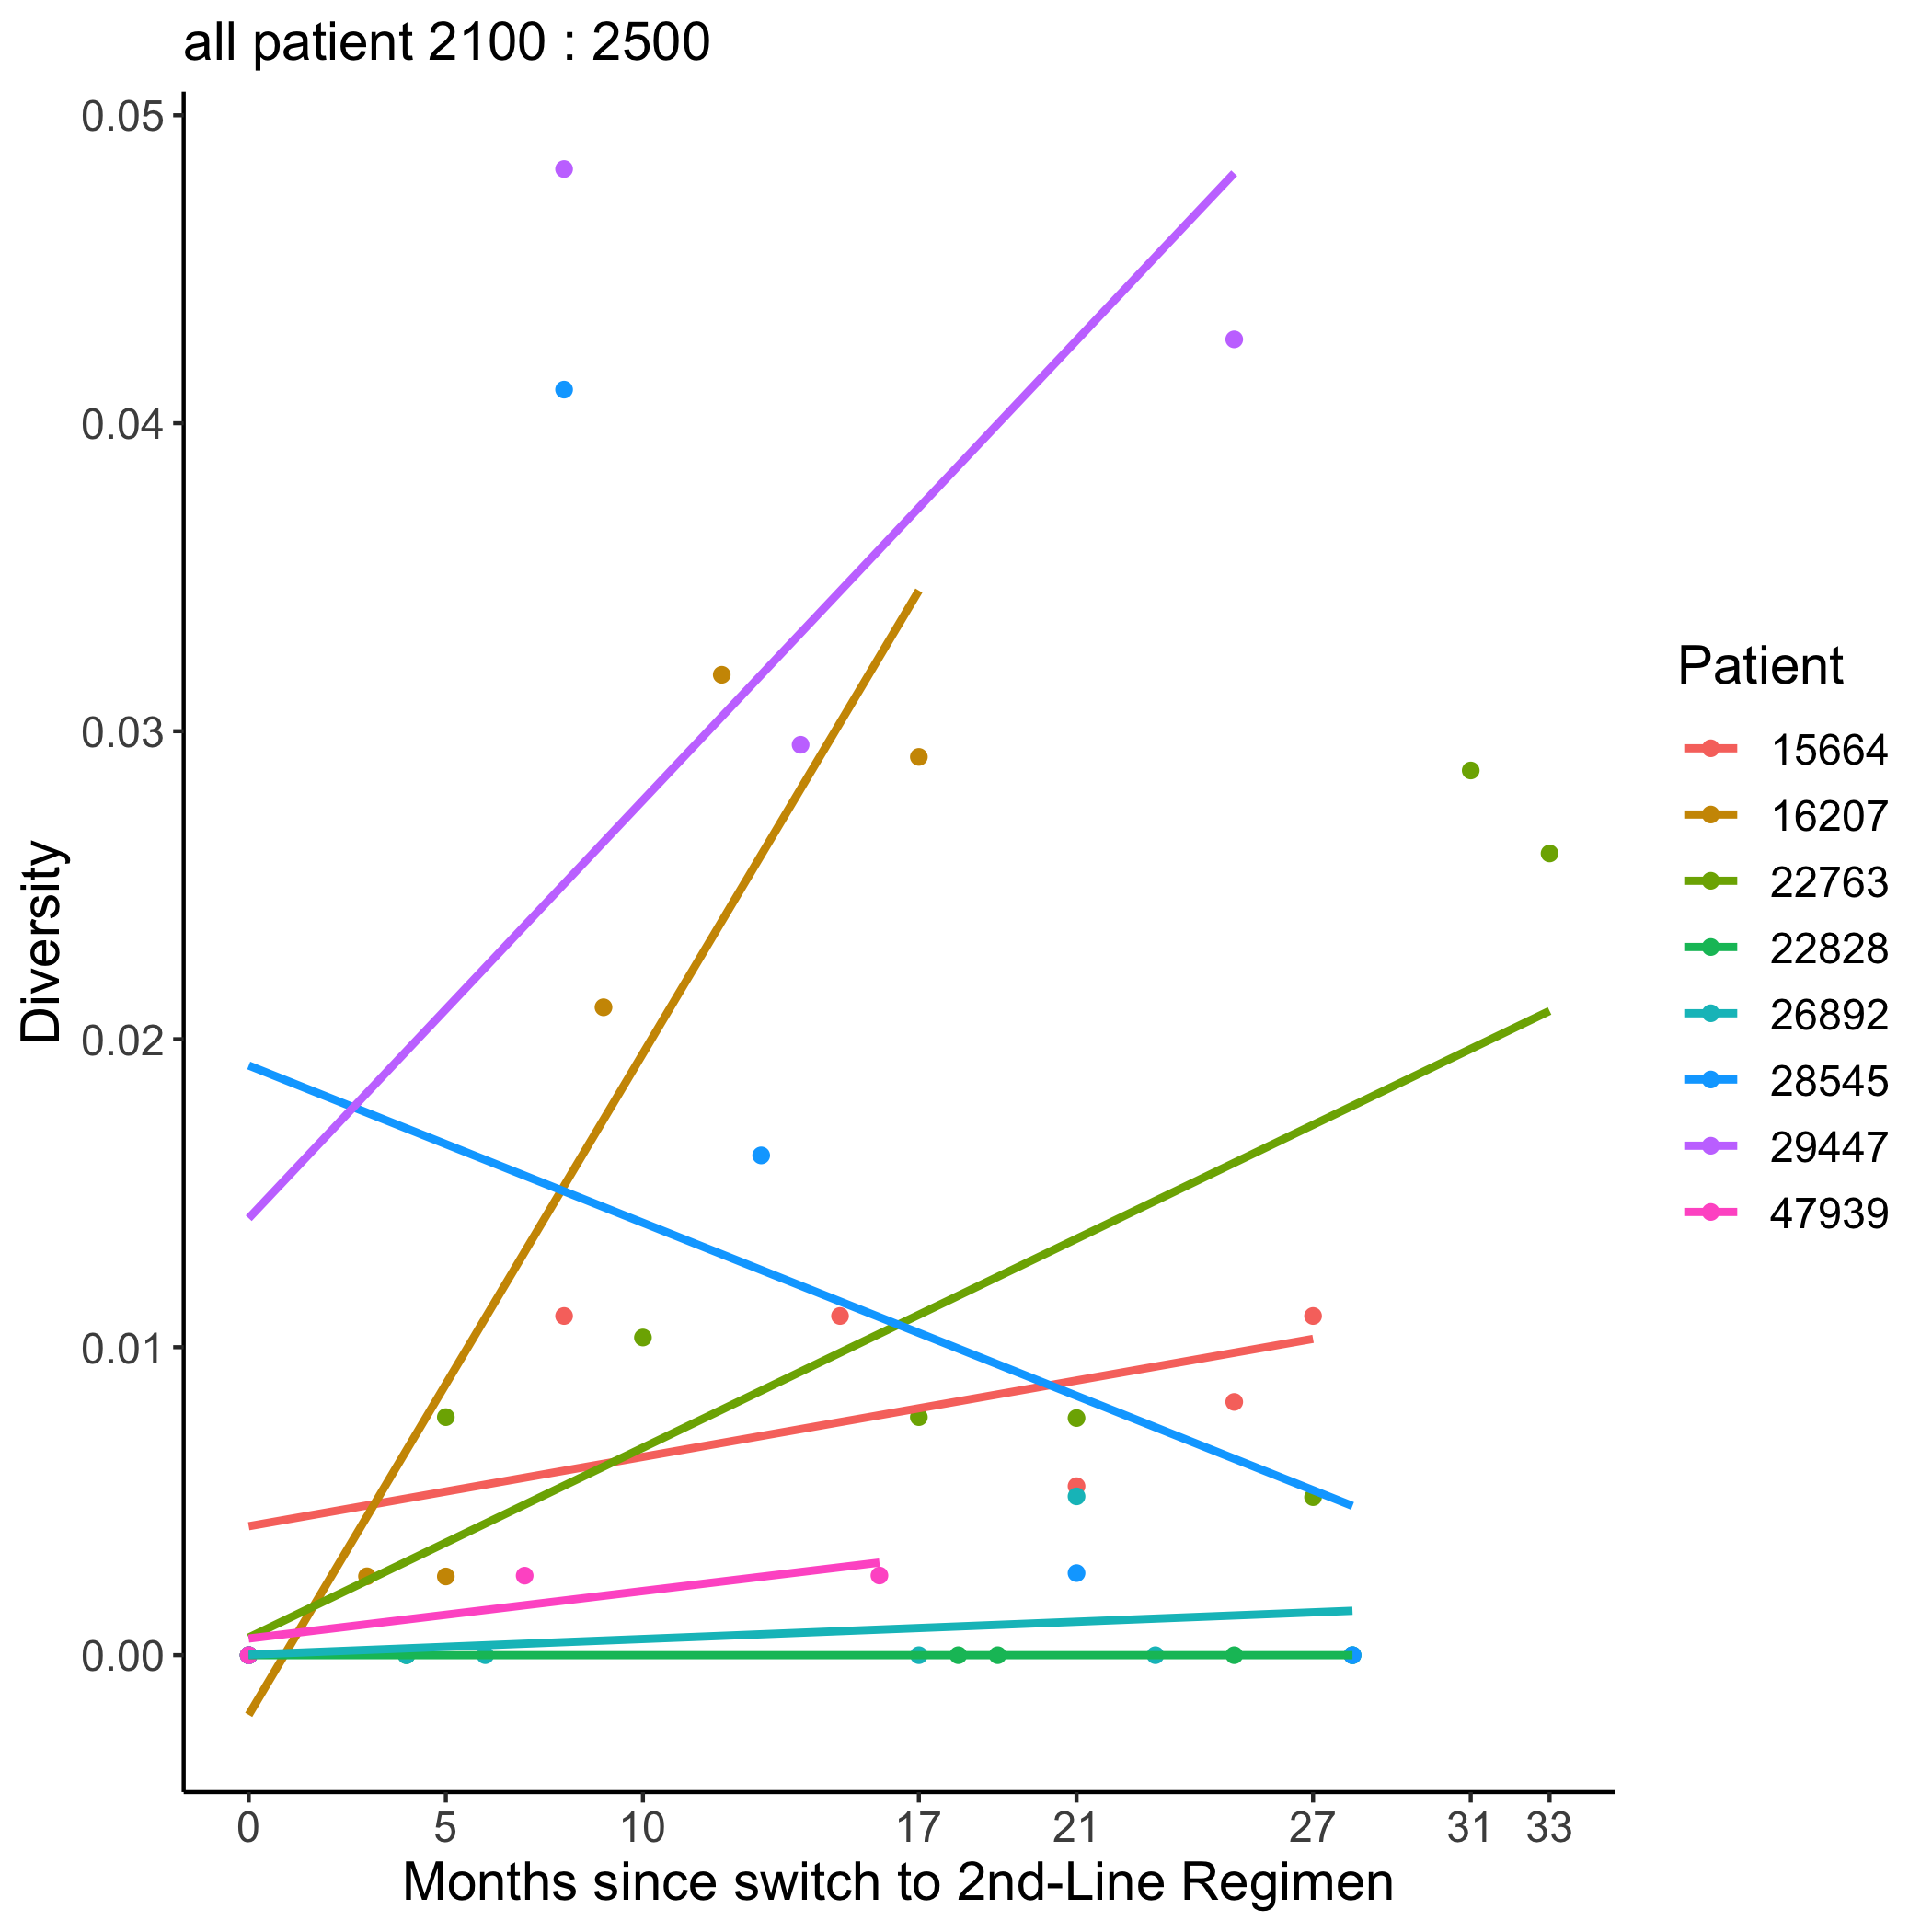 all patient 2100 : 2500
0.05
0.04
0.03
0.02
0.01
0.00
Diversity
0 5 10 17 21 27 31 33
Months since switch to 2nd-Line Regimen
Patient
15664
16207
22763
22828
26892
28545
29447
47939